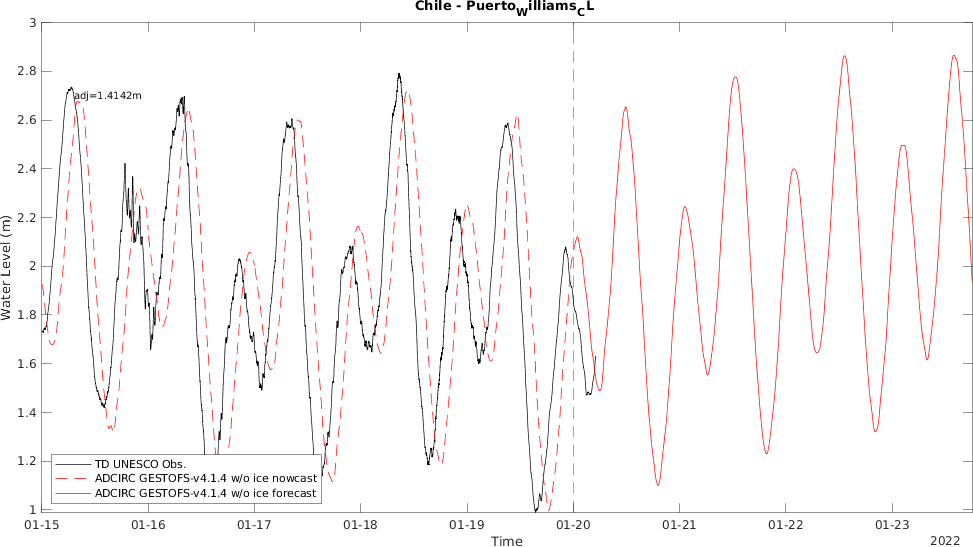 Chile - PuertoWilliamsCL
3
2.8
adj=1.4142m
2.6
2.4
2.2
2
1.8
1.6
1.4
1.2
1
Water Level (m)
TD UNESCO Obs.
ADCIRC GESTOFS-v4.1.4 w/o ice nowcast
ADCIRC GESTOFS-v4.1.4 w/o ice forecast
01-15 01-16 01-17 01-18 01-19 01-20 01-21 01-22 01-23
Time
2022